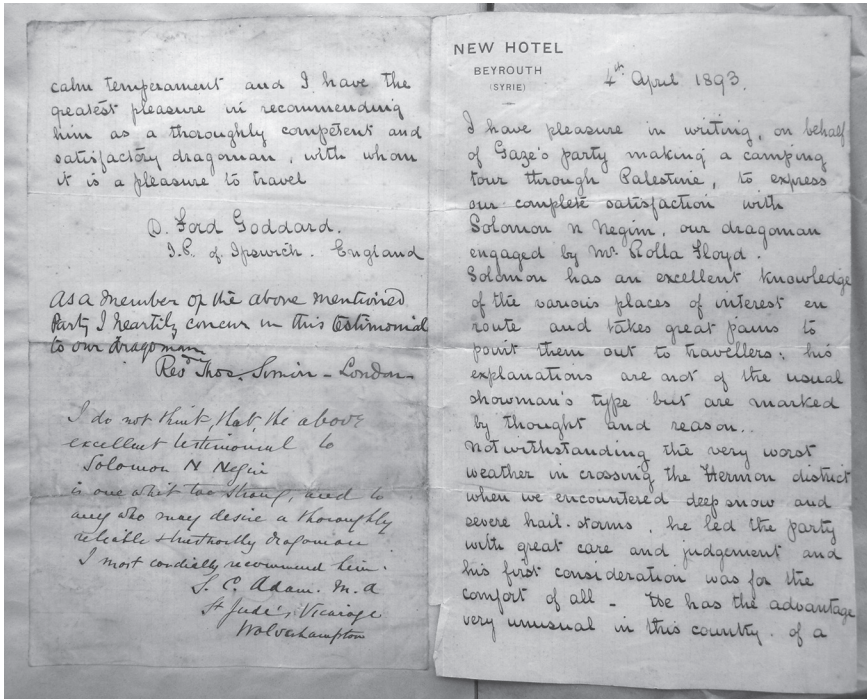 NEW HOTEL
BEYROUTH
(SYRIE)
4th April 1893.
I have pleasure in writing, on behalf
of Gaze's party making a camping
tour through Palestine, to express
our complete satisfaction with
Solomon N Negim, our dragoman
engaged by Mr. Rolla Floyd.
Solomon has an excellent knowledge
of the various places of interest en
route and takes great pains to
point them out to travellers; his
explanations are not of the usual
showman's type but are marked
by thought and reason..
Notwithstanding the very worst
weather in crossing the Hermon district
when we encountered deep snow and
severe hail-storms, he led the party
with great care and judgement and
his first consideration was for the
comfort of all - He has the advantage
very unusual in this country. of a
calm temperament and I have the
greatest pleasure in recommending
him as a thoroughly competent and
satisfactory dragoman, with whom
it is a pleasure to travel
D. Ford Goddard.
J.P. of Ipswich. England
As a member of the above mentioned
Party I heartily concur in this testimonial
to our dragoman
Revd Thos. - London -
I do not think, that, the above
excellent testimonial to
Solomon N Negin
is one whit too strong, and to
any who may desire a thoroughly
reliable & trustworthy dragoman
I most cordially recommend him.
S. C. Adam. M.A
St Jude's Vicarage
Wolverhampton